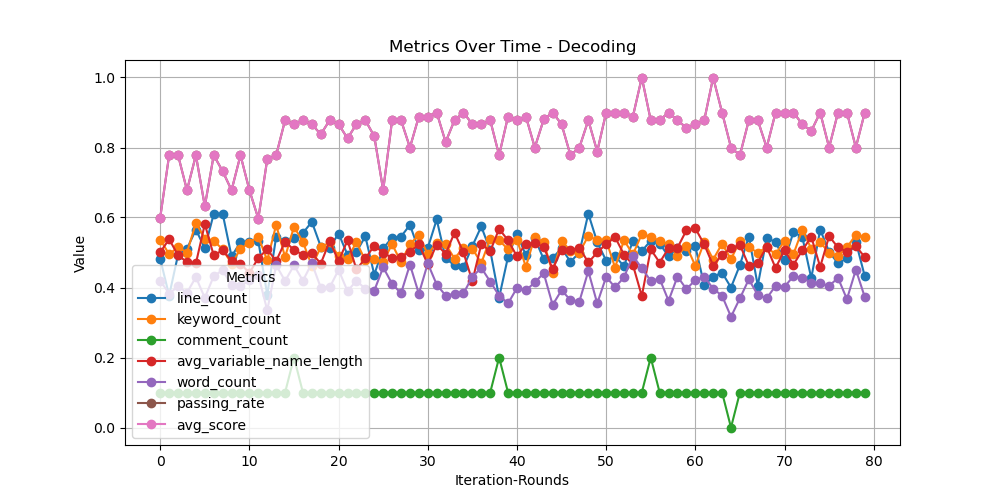 Metrics Over Time - Decoding
Value
1.0
0.8
0.6
0.4
0.2
0.0
Metrics
line_count
keyword_count
comment_count
avg_variable_name_length
word_count
passing_rate
avg_score
0 10 20 30 40 50 60 70 80
Iteration-Rounds